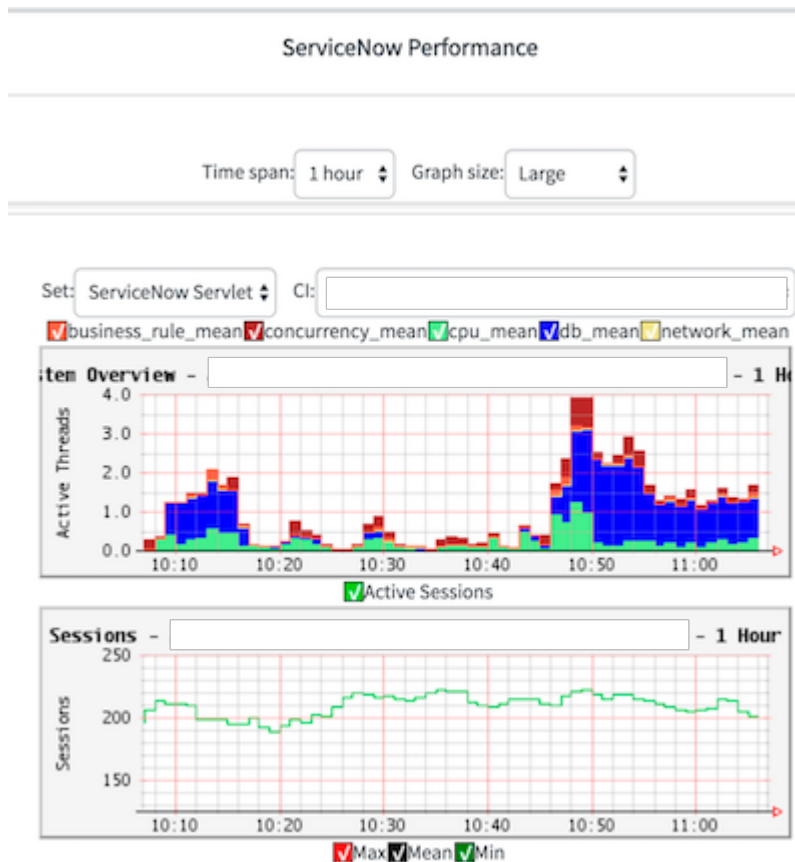 ServiceNow Performance
Time span: 1 hour Graph size: Large
Set: ServiceNow Servlet CI:
business_rule_mean concurrency_mean cpu_mean db_mean network_mean
tem Overview - - 1 Ho
Active Threads
4.0
3.0
2.0
1.0
0.0
10:10 10:20 10:30 10:40 10:50 11:00
Active Sessions
Sessions - - 1 Hour
Sessions
250
200
150
10:10 10:20 10:30 10:40 10:50 11:00
Max Mean Min